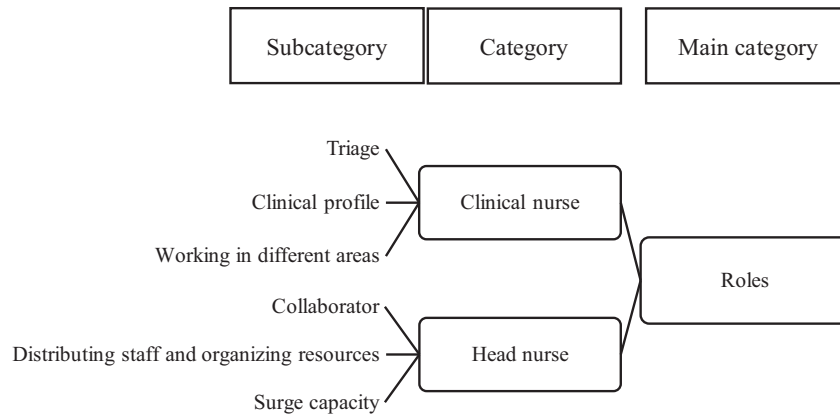 Subcategory
Category
Main category
Triage
Clinical profile
Clinical nurse
Working in different areas
Roles
Collaborator
Distributing staff and organizing resources
Head nurse
Surge capacity